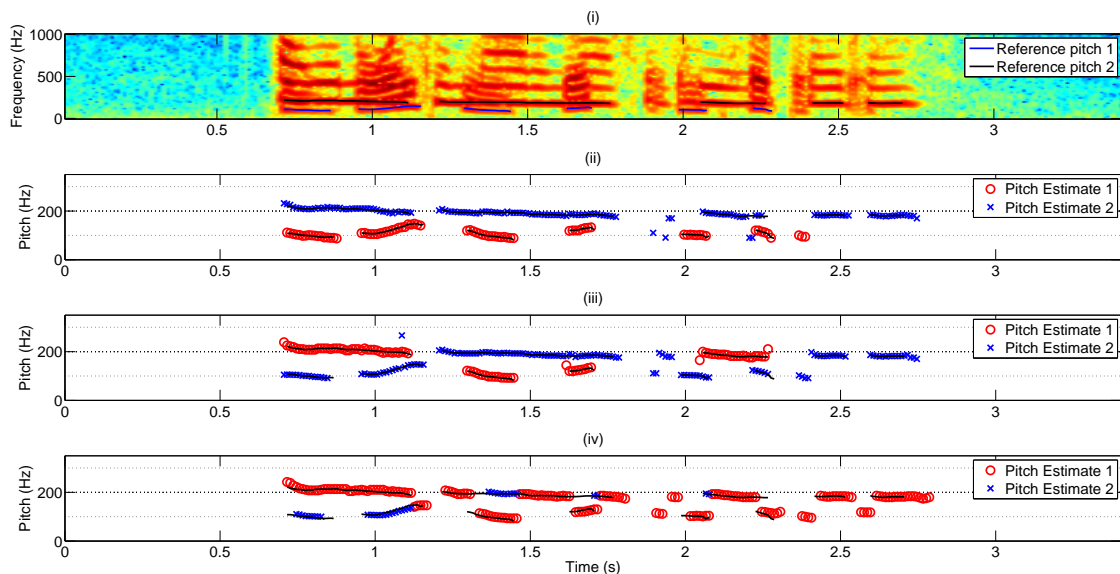 (i)
Frequency (Hz)
1000
500
0
Reference pitch 1
Reference pitch 2
0.5 1 1.5 2 2.5 3
(ii)
Pitch (Hz)
200
0
Pitch Estimate 1
Pitch Estimate 2
0 0.5 1 1.5 2 2.5 3
(iii)
Pitch (Hz)
200
0
Pitch Estimate 1
Pitch Estimate 2
0 0.5 1 1.5 2 2.5 3
(iv)
Pitch (Hz)
200
0
Pitch Estimate 1
Pitch Estimate 2
0 0.5 1 1.5 2 2.5 3
Time (s)